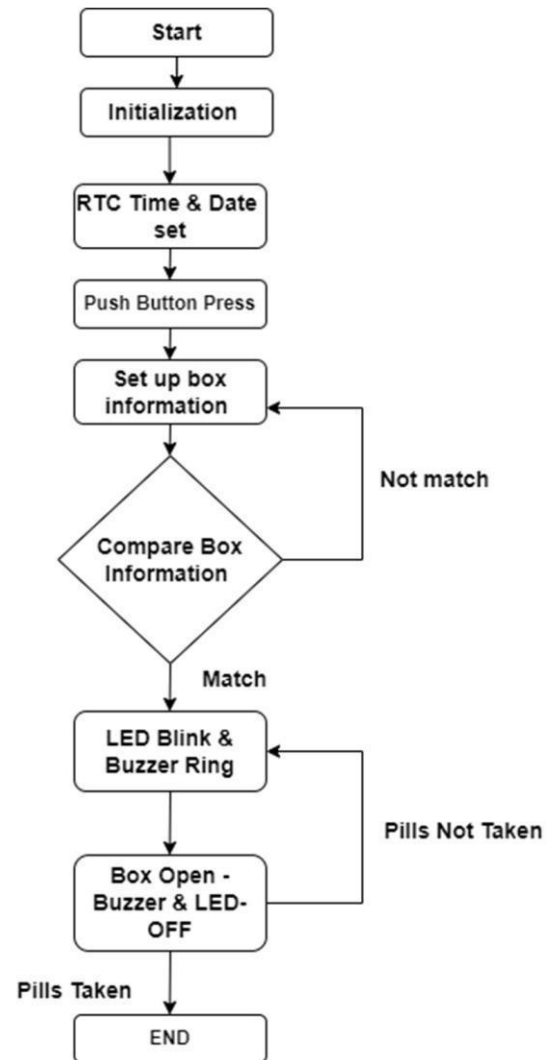 Start
Initialization
RTC Time & Date
set
Push Button Press
Set up box
information
Not match
Compare Box
Information
Match
LED Blink &
Buzzer Ring
Pills Not Taken
Box Open -
Buzzer & LED-
OFF
Pills Taken
END